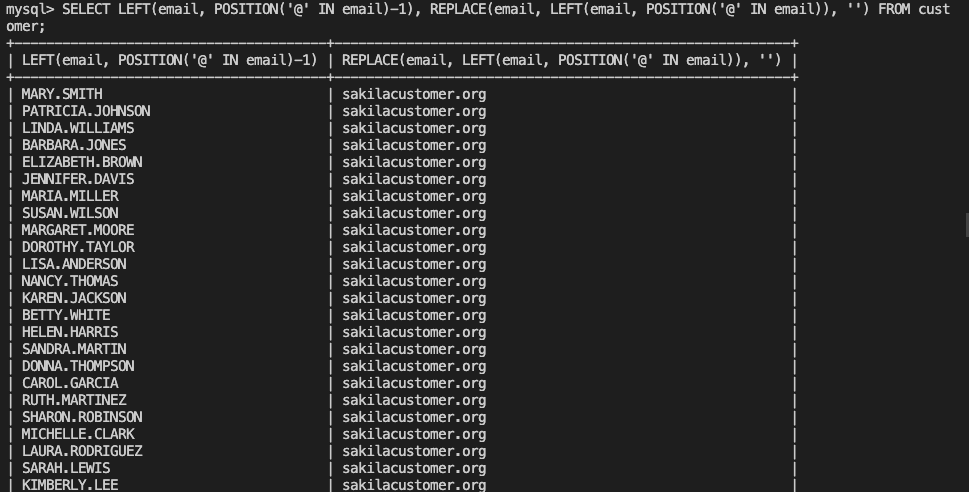 mysql> SELECT LEFT(email, POSITION('@' IN email)-1), REPLACE(email, LEFT(email, POSITION('@' IN email)), '') FROM cust
omer;
+---------------------------------------+---------------------------------------------------------+
| LEFT(email, POSITION('@' IN email)-1) | REPLACE(email, LEFT(email, POSITION('@' IN email)), '') |
+---------------------------------------+---------------------------------------------------------+
| MARY.SMITH | sakilacustomer.org |
| PATRICIA.JOHNSON | sakilacustomer.org |
| LINDA.WILLIAMS | sakilacustomer.org |
| BARBARA.JONES | sakilacustomer.org |
| ELIZABETH.BROWN | sakilacustomer.org |
| JENNIFER.DAVIS | sakilacustomer.org |
| MARIA.MILLER | sakilacustomer.org |
| SUSAN.WILSON | sakilacustomer.org |
| MARGARET.MOORE | sakilacustomer.org |
| DOROTHY.TAYLOR | sakilacustomer.org |
| LISA.ANDERSON | sakilacustomer.org |
| NANCY.THOMAS | sakilacustomer.org |
| KAREN.JACKSON | sakilacustomer.org |
| BETTY.WHITE | sakilacustomer.org |
| HELEN.HARRIS | sakilacustomer.org |
| SANDRA.MARTIN | sakilacustomer.org |
| DONNA.THOMPSON | sakilacustomer.org |
| CAROL.GARCIA | sakilacustomer.org |
| RUTH.MARTINEZ | sakilacustomer.org |
| SHARON.ROBINSON | sakilacustomer.org |
| MICHELLE.CLARK | sakilacustomer.org |
| LAURA.RODRIGUEZ | sakilacustomer.org |
| SARAH.LEWIS | sakilacustomer.org |
| KIMBERLY.LEE | sakilacustomer.org |